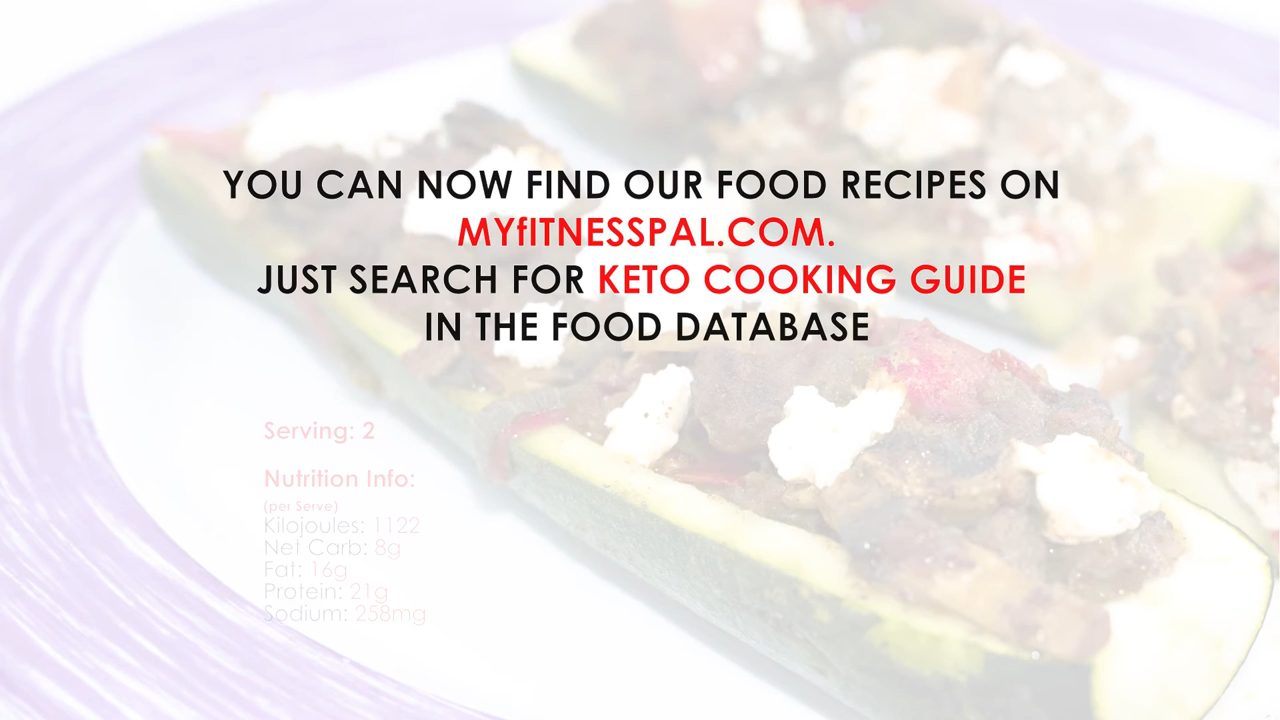 YOU CAN NOW FIND OUR FOOD RECIPES ON
MYfITNESSPAL.COM.
JUST SEARCH FOR KETO COOKING GUIDE
IN THE FOOD DATABASE
Serving: 2
Nutrition Info:
(per Serve)
Kilojoules: 1122
Net Carb: 8g
Fat: 16g
Protein: 21g
Sodium: 258mg